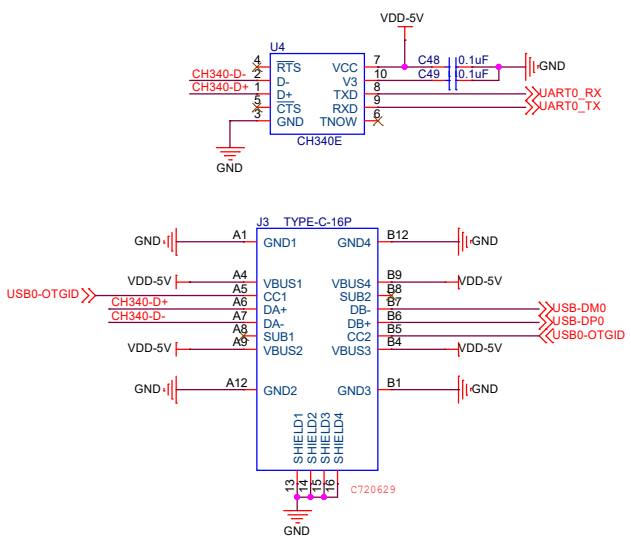 VDD-5V
U4
4 RTS VCC 7 C48 0.1uF GND
CH340-D- 2 D- V3 10 C49 0.1uF
CH340-D+ 1 D+ TXD 8 UART0_RX
5 CTS RXD 9 UART0_TX
3 GND TNOW 6
CH340E
GND
J3 TYPE-C-16P
GND A1 GND1 GND4 B12 GND
VDD-5V A4 VBUS1 VBUS4 B9 VDD-5V
USB0-OTGID A5 CC1 SUB2 B8
CH340-D+ A6 DA+ DB- B7 USB-DM0
CH340-D- A7 DA- DB+ B6 USB-DP0
A8 SUB1 CC2 B5 USB0-OTGID
VDD-5V A9 VBUS2 VBUS3 B4 VDD-5V
GND A12 GND2 GND3 B1 GND
SHIELD1 SHIELD2 SHIELD3 SHIELD4
13 14 15 16 C720629
GND